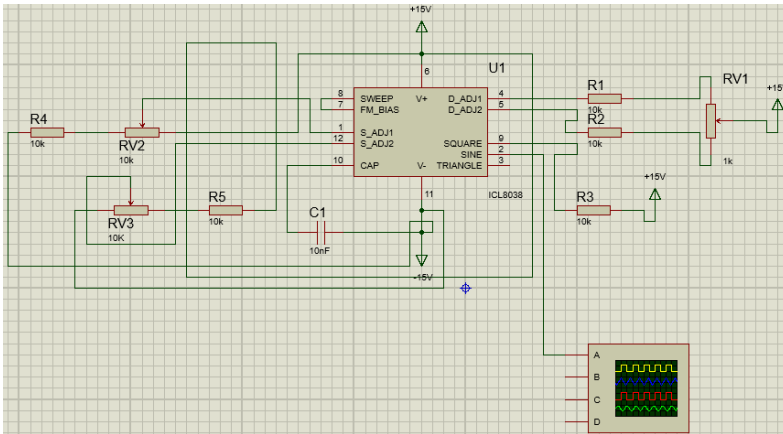 +15V
U1
6
8 SWEEP V+ D_ADJ1 4
7 FM_BIAS D_ADJ2 5
1 S_ADJ1
12 S_ADJ2 SQUARE 9
SINE 2
10 CAP V- TRIANGLE 3
11
ICL8038
R1
10k
R2
10k
RV1
1k
+15V
R4
10k
RV2
10k
RV3
10K
R5
10k
C1
10nF
R3
10k
+15V
-15V
A
B
C
D